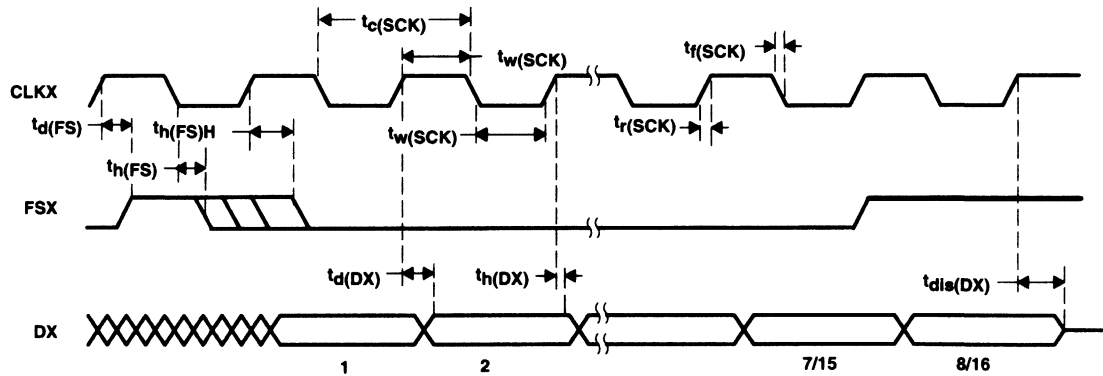 tc(SCK)
tw(SCK)
tf(SCK)
CLKX
td(FS)
th(FS)H
tw(SCK)
tr(SCK)
th(FS)
FSX
td(DX)
th(DX)
tdis(DX)
DX
1
2
7/15
8/16